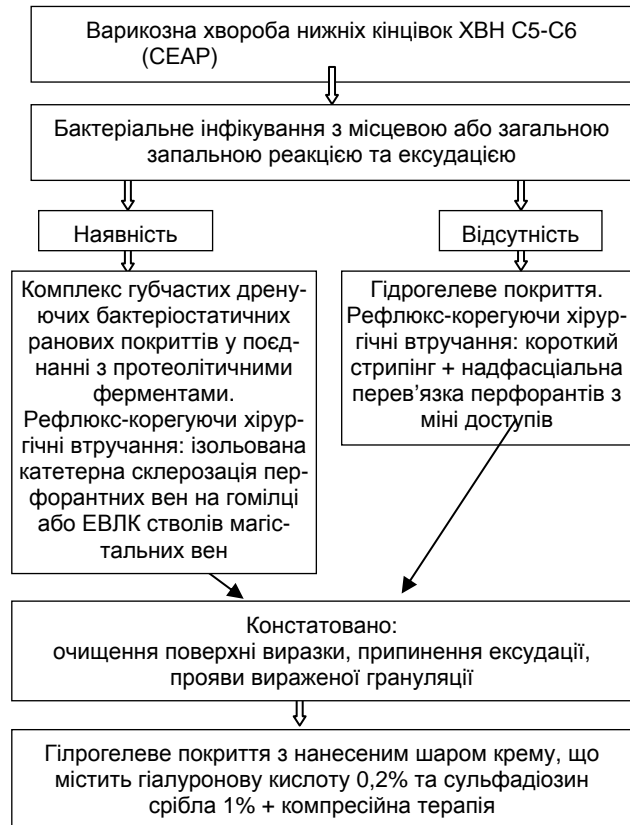 Варикозна хвороба нижніх кінцівок ХВН С5-С6
(CEAP)
Бактеріальне інфікування з місцевою або загальною
запальною реакцією та ексудацією
Наявність
Відсутність
Комплекс губчастих дрену-
ючих бактеріостатичних
ранових покриттів у поєд-
нанні з протеолітичними
ферментами.
Рефлюкс-корегуючи хірур-
гічні втручання: ізольована
катетерна склерозація пер-
форантних вен на гомілці
або ЕВЛК стволів магіс-
тальних вен
Гідрогелеве покриття.
Рефлюкс-корегуючи хірур-
гічні втручання: короткий
стрипінг + надфасціальна
перев'язка перфорантів з
міні доступів
Констатовано:
очищення поверхні виразки, припинення ексудації,
прояви вираженої грануляції
Гілрогелеве покриття з нанесеним шаром крему, що
містить гіалуронову кислоту 0,2% та сульфадіозин
срібла 1% + компресійна терапія